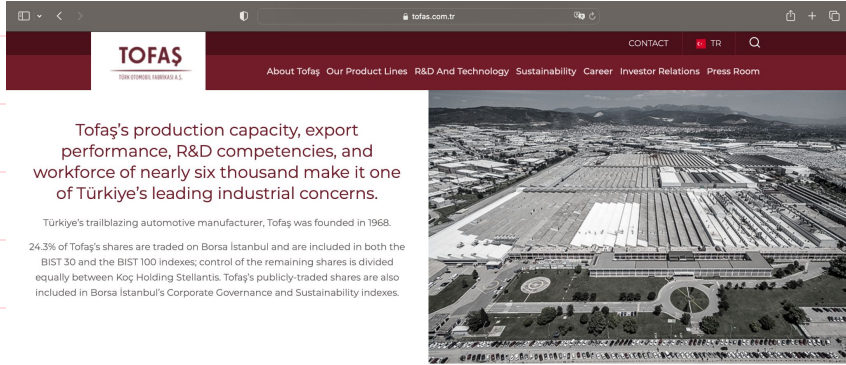 tofas.com.tr
CONTACT TR
TOFAŞ
TÜRK OTOMOBİL FABRİKASI A.Ş.
About Tofaş Our Product Lines R&D And Technology Sustainability Career Investor Relations Press Room
Tofaş's production capacity, export
performance, R&D competencies, and
workforce of nearly six thousand make it one
of Türkiye's leading industrial concerns.
Türkiye's trailblazing automotive manufacturer, Tofaş was founded in 1968.
24.3% of Tofaş's shares are traded on Borsa İstanbul and are included in both the
BIST 30 and the BIST 100 indexes; control of the remaining shares is divided
equally between Koç Holding Stellantis. Tofaş's publicly-traded shares are also
included in Borsa İstanbul's Corporate Governance and Sustainability indexes.